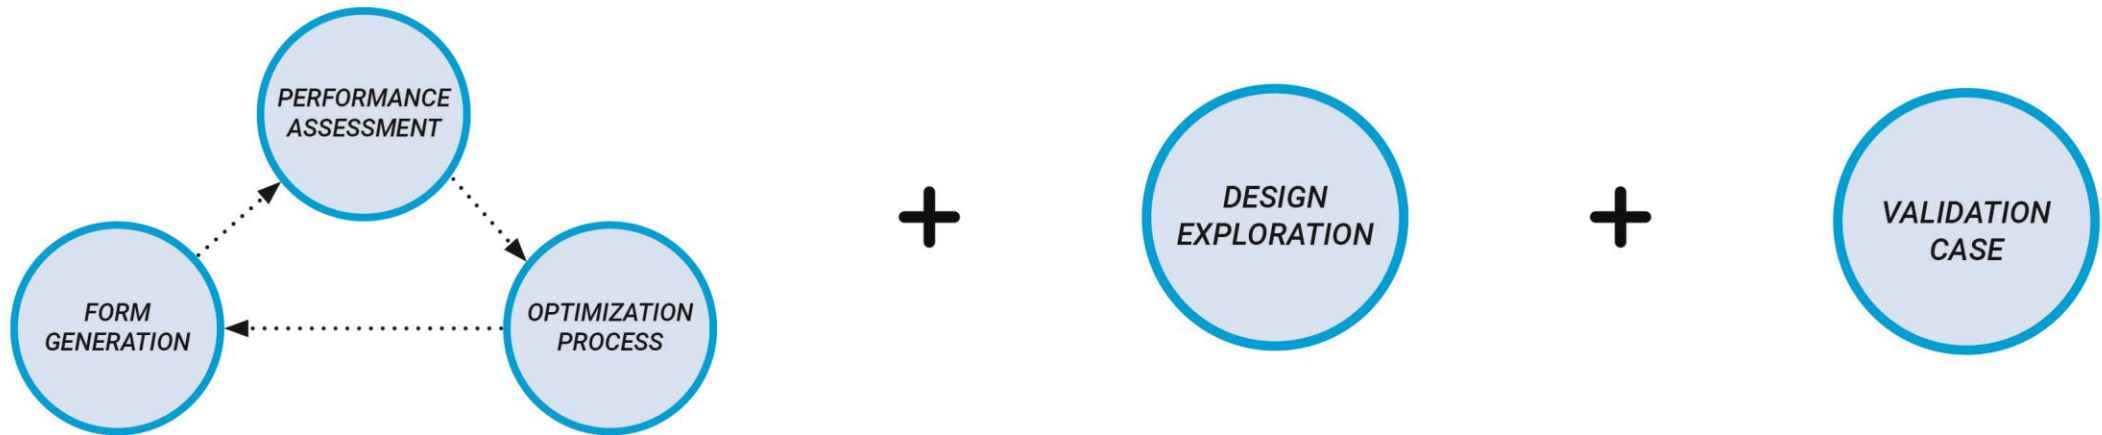 PERFORMANCE
ASSESSMENT
FORM
GENERATION
OPTIMIZATION
PROCESS
+
DESIGN
EXPLORATION
+
VALIDATION
CASE